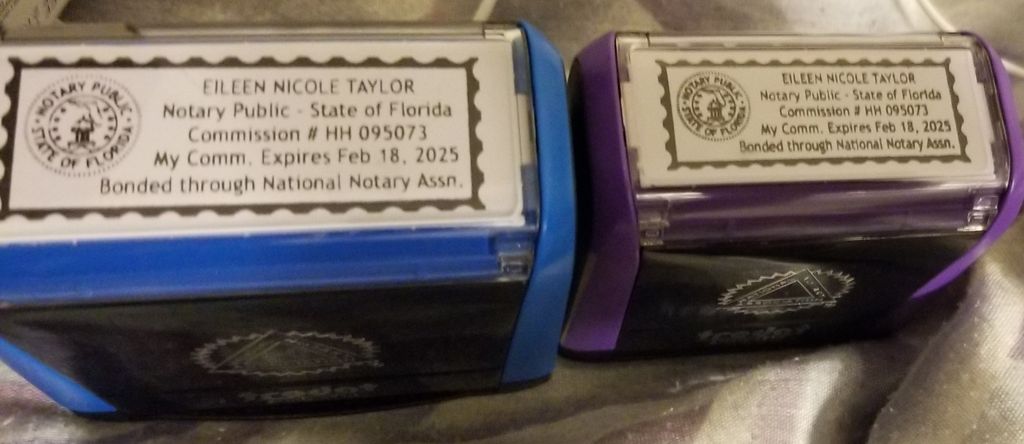 NOTARY PUBLIC
STATE OF FLORIDA
EILEEN NICOLE TAYLOR
Notary Public - State of Florida
Commission # HH 095073
My Comm. Expires Feb 18, 2025
Bonded through National Notary Assn.
NOTARY PUBLIC
STATE OF FLORIDA
EILEEN NICOLE TAYLOR
Notary Public - State of Florida
Commission # HH 095073
My Comm. Expires Feb 18, 2025
Bonded through National Notary Assn.